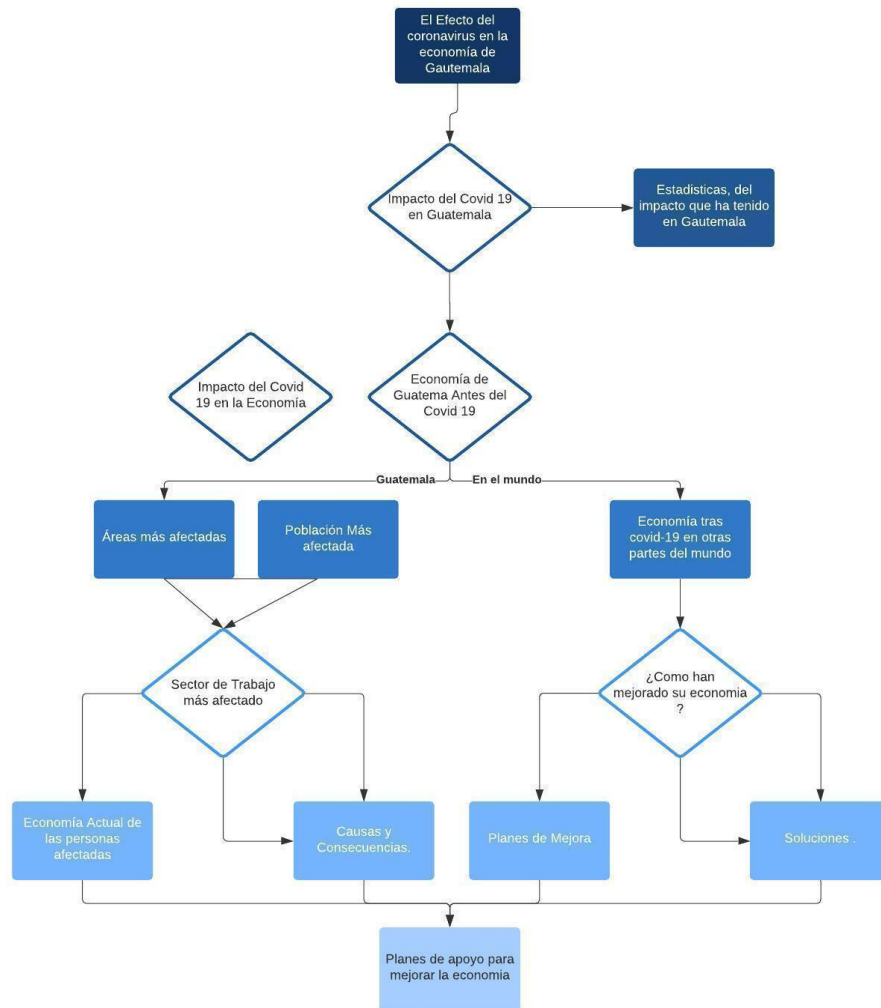 El Efecto del
coronavirus en la
economía de
Gautemala
Impacto del Covid 19
en Guatemala
Estadisticas, del
impacto que ha tenido
en Gautemala
Impacto del Covid
19 en la Economía
Economía de
Guatema Antes del
Covid 19
Guatemala
En el mundo
Áreas más afectadas
Población Más
afectada
Economía tras
covid-19 en otras
partes del mundo
Sector de Trabajo
más afectado
¿Como han
mejorado su economia
?
Economía Actual de
las personas
afectadas
Causas y
Consecuencias.
Planes de Mejora
Soluciones .
Planes de apoyo para
mejorar la economia